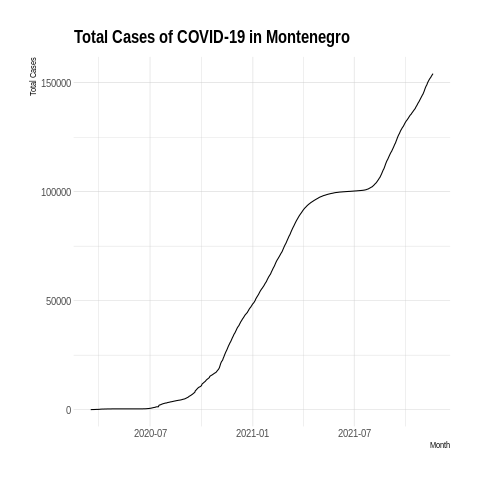 Total Cases of COVID-19 in Montenegro
Total Cases
150000
100000
50000
0
2020-07
2021-01
2021-07
Month